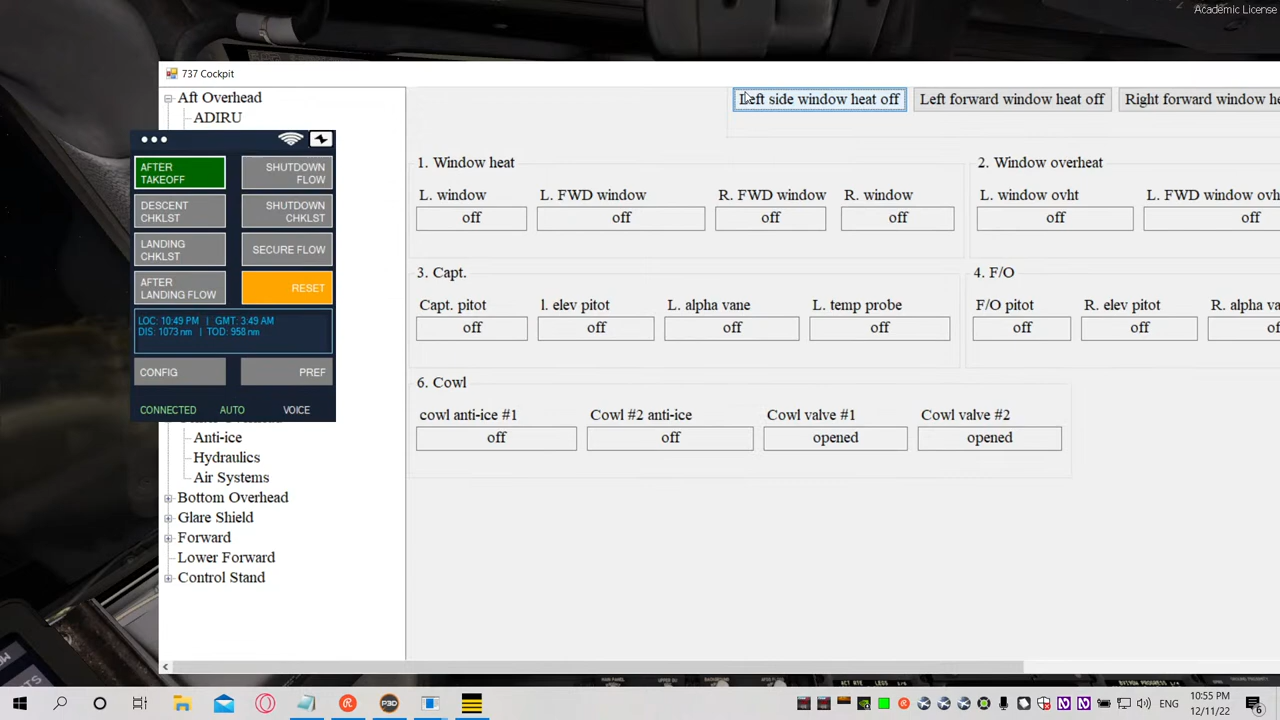 Academic License
737 Cockpit
Aft Overhead
ADIRU
Left side window heat off
Left forward window heat off
Right forward window he
AFTER TAKEOFF
SHUTDOWN FLOW
DESCENT CHKLST
SHUTDOWN CHKLST
LANDING CHKLST
SECURE FLOW
AFTER LANDING FLOW
RESET
LOC: 10:49 PM | GMT: 3:49 AM
DIS: 1073 nm | TOD: 958 nm
CONFIG
PREF
CONNECTED
AUTO
VOICE
Anti-ice
Hydraulics
Air Systems
Bottom Overhead
Glare Shield
Forward
Lower Forward
Control Stand
1. Window heat
L. window
L. FWD window
R. FWD window
R. window
off
off
off
off
2. Window overheat
L. window ovht
L. FWD window ovh
off
off
3. Capt.
Capt. pitot
l. elev pitot
L. alpha vane
L. temp probe
off
off
off
off
4. F/O
F/O pitot
R. elev pitot
R. alpha va
off
off
off
6. Cowl
cowl anti-ice #1
Cowl #2 anti-ice
Cowl valve #1
Cowl valve #2
off
off
opened
opened
P3D
10:55 PM
12/11/22
6